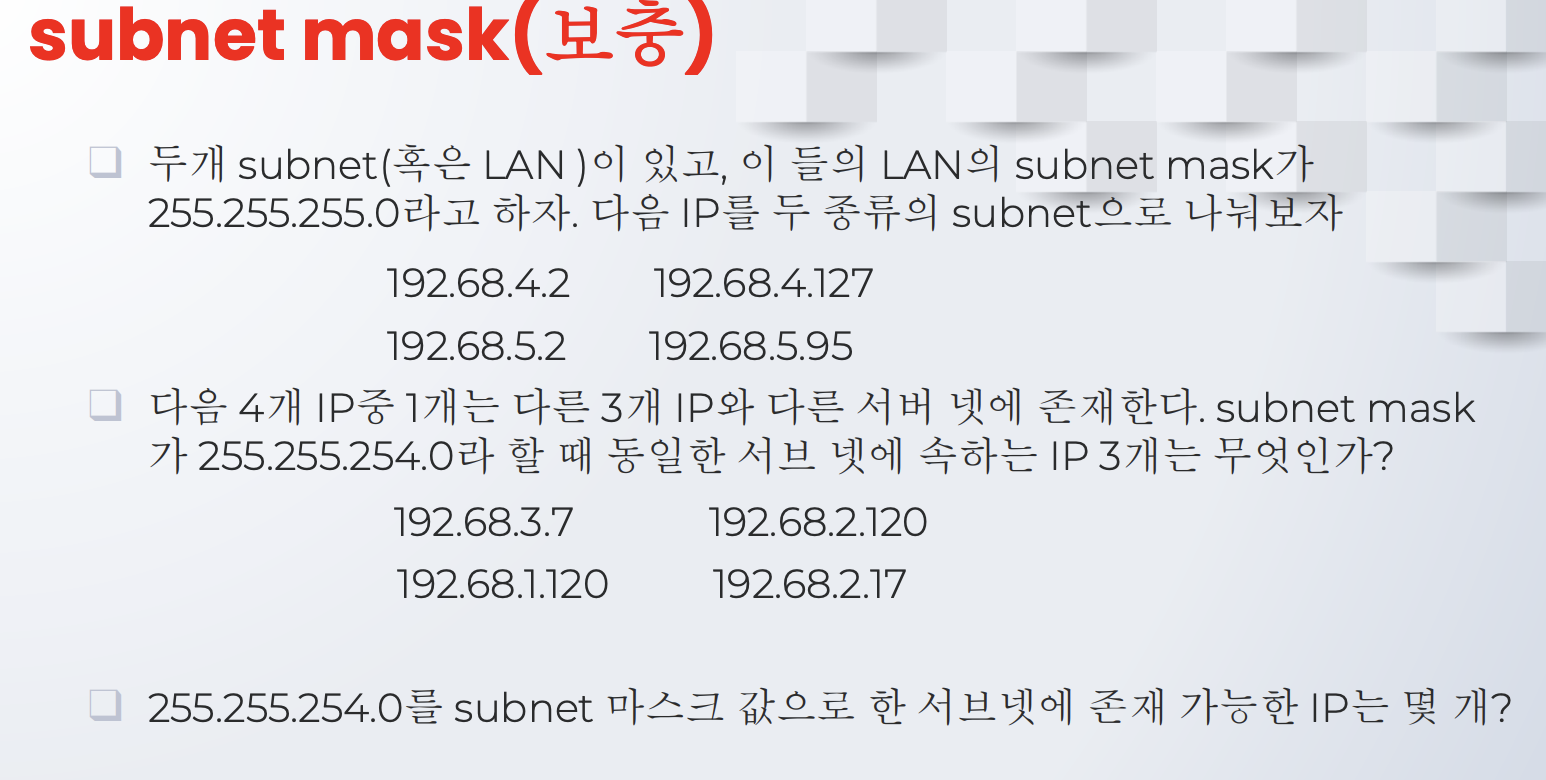 subnet mask(보충)
두개 subnet(혹은 LAN )이 있고, 이 들의 LAN의 subnet mask가
255.255.255.0라고 하자. 다음 IP를 두 종류의 subnet으로 나눠보자
192.68.4.2 192.68.4.127
192.68.5.2 192.68.5.95
다음 4개 IP중 1개는 다른 3개 IP와 다른 서버 넷에 존재한다. subnet mask
가 255.255.254.0라 할 때 동일한 서브 넷에 속하는 IP 3개는 무엇인가?
192.68.3.7 192.68.2.120
192.68.1.120 192.68.2.17
255.255.254.0를 subnet 마스크 값으로 한 서브넷에 존재 가능한 IP는 몇 개?